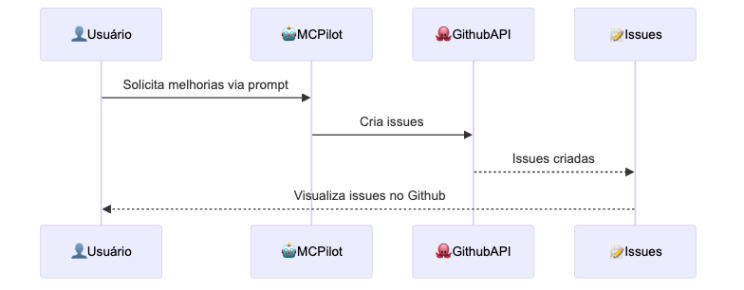 👤Usuário
🤖MCPilot
🐙GithubAPI
📝Issues
Solicita melhorias via prompt
Cria issues
Issues criadas
Visualiza issues no Github
👤Usuário
🤖MCPilot
🐙GithubAPI
📝Issues